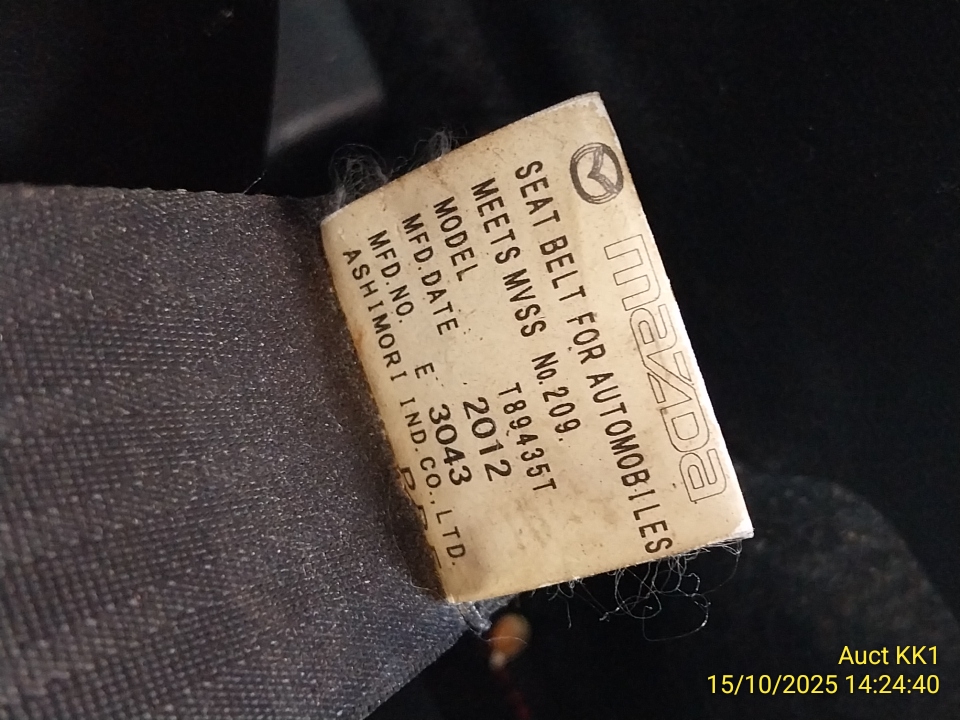 mazda
SEAT BELT FOR AUTOMOBILES
MEETS MVSS No.209.
MODEL T89435T
MFD.DATE 2012
MFD.NO. E 3043
ASHIMORI IND.CO.,LTD.
Auct KK1
15/10/2025 14:24:40